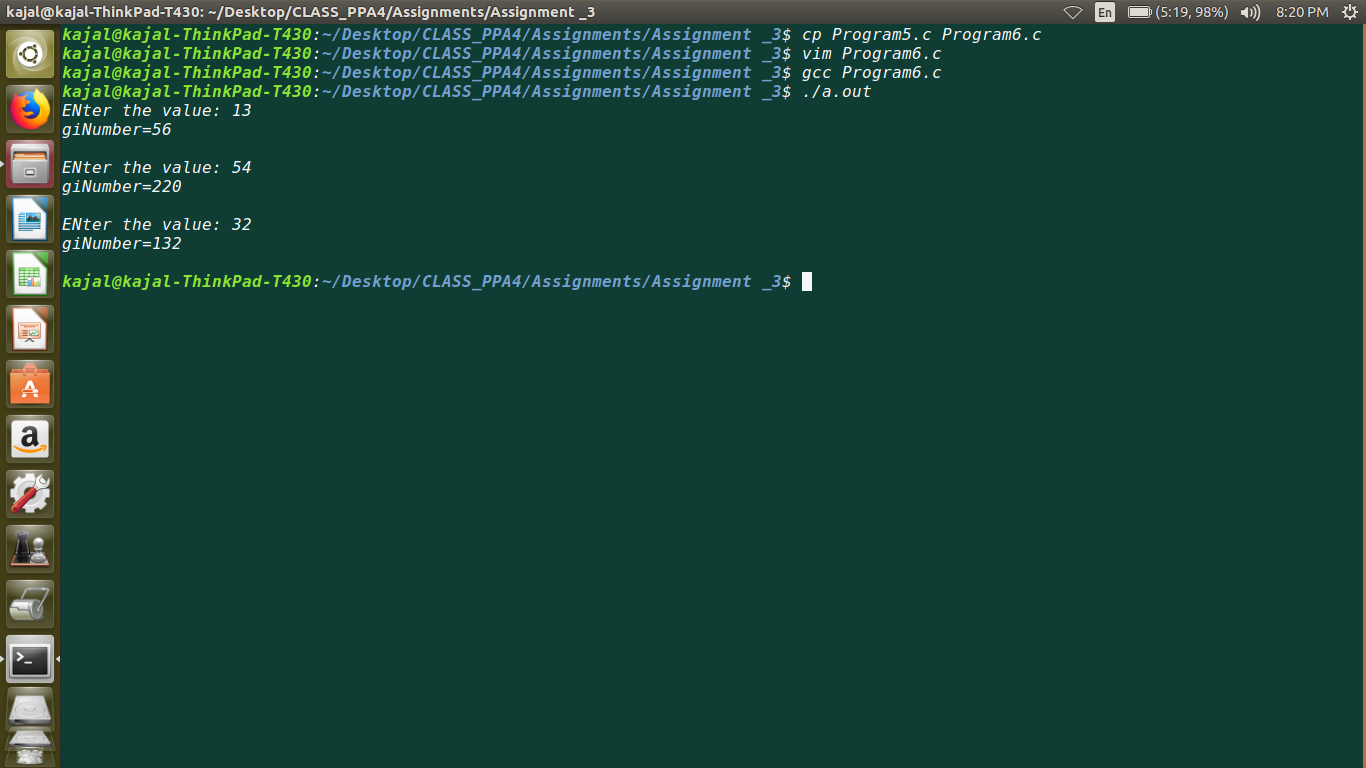 kajal@kajal-ThinkPad-T430: ~/Desktop/CLASS_PPA4/Assignments/Assignment _3
En (5:19, 98%) 8:20 PM
kajal@kajal-ThinkPad-T430:~/Desktop/CLASS_PPA4/Assignments/Assignment _3$ cp Program5.c Program6.c
kajal@kajal-ThinkPad-T430:~/Desktop/CLASS_PPA4/Assignments/Assignment _3$ vim Program6.c
kajal@kajal-ThinkPad-T430:~/Desktop/CLASS_PPA4/Assignments/Assignment _3$ gcc Program6.c
kajal@kajal-ThinkPad-T430:~/Desktop/CLASS_PPA4/Assignments/Assignment _3$ ./a.out
ENter the value: 13
giNumber=56
ENter the value: 54
giNumber=220
ENter the value: 32
giNumber=132
kajal@kajal-ThinkPad-T430:~/Desktop/CLASS_PPA4/Assignments/Assignment _3$